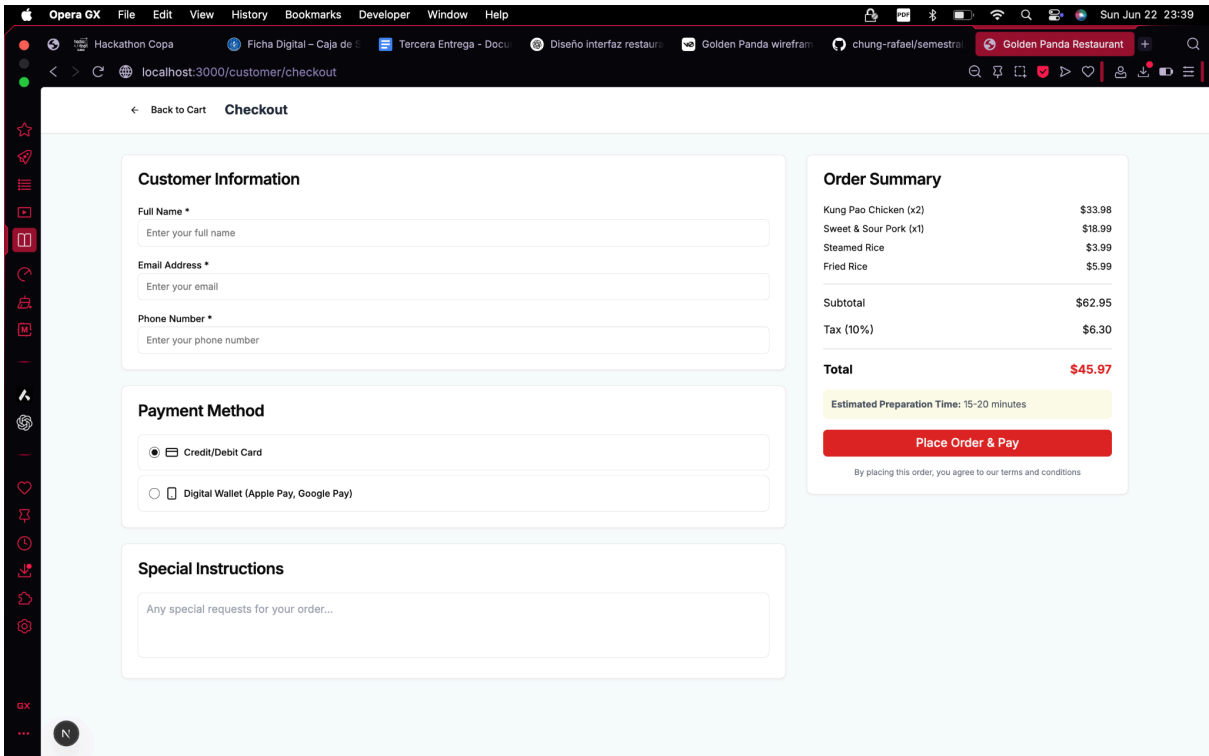 Opera GX File Edit View History Bookmarks Developer Window Help PDF Sun Jun 22 23:39
Hackathon Copa Ficha Digital – Caja de S Tercera Entrega - Docu Diseño interfaz restaura Golden Panda wirefram chung-rafael/semestral Golden Panda Restaurant
localhost:3000/customer/checkout
Back to Cart Checkout
Customer Information
Full Name *
Enter your full name
Email Address *
Enter your email
Phone Number *
Enter your phone number
Payment Method
Credit/Debit Card
Digital Wallet (Apple Pay, Google Pay)
Special Instructions
Any special requests for your order...
Order Summary
Kung Pao Chicken (x2) $33.98
Sweet & Sour Pork (x1) $18.99
Steamed Rice $3.99
Fried Rice $5.99
Subtotal $62.95
Tax (10%) $6.30
Total $45.97
Estimated Preparation Time: 15-20 minutes
Place Order & Pay
By placing this order, you agree to our terms and conditions
GX
N